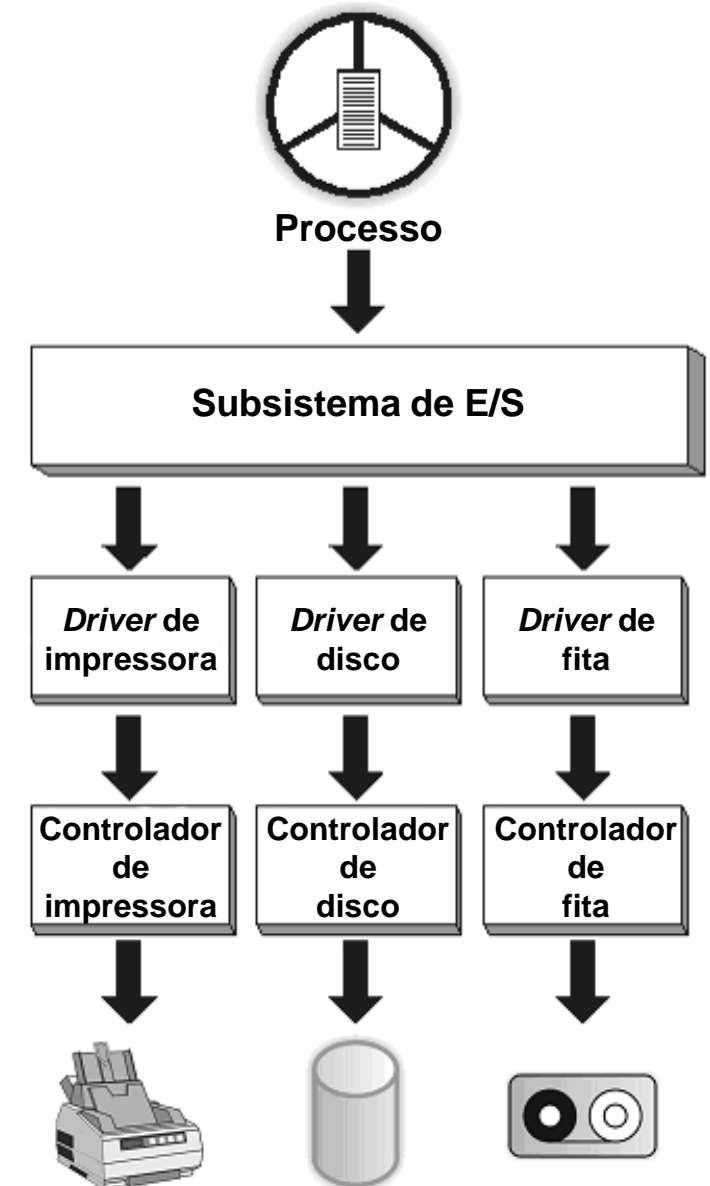 Processo
Subsistema de E/S
Driver de
impressora
Driver de
disco
Driver de
fita
Controlador
de
impressora
Controlador
de
disco
Controlador
de
fita